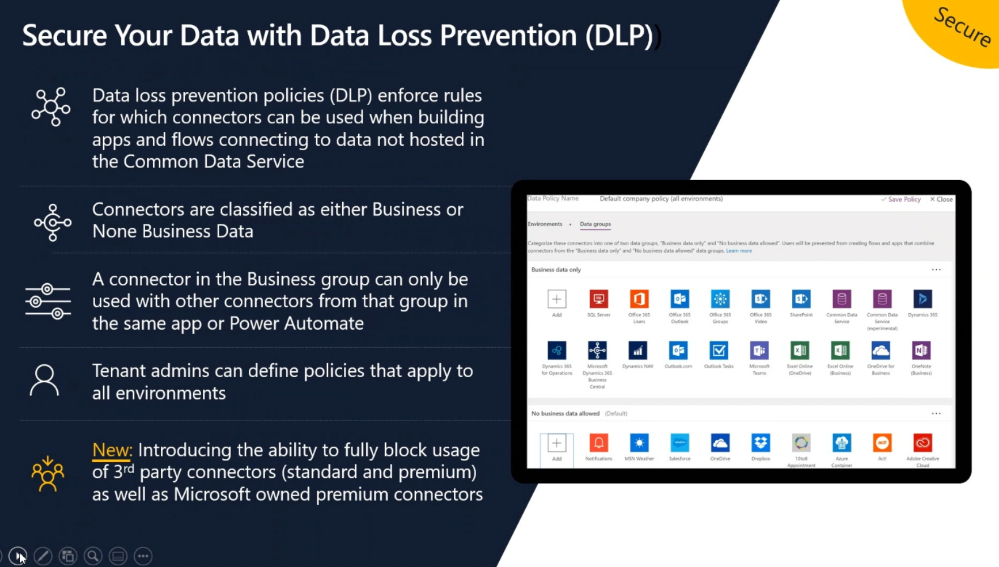 Secure Your Data with Data Loss Prevention (DLP))
Secure
Data loss prevention policies (DLP) enforce rules
for which connectors can be used when building
apps and flows connecting to data not hosted in
the Common Data Service
Connectors are classified as either Business or
None Business Data
A connector in the Business group can only be
used with other connectors from that group in
the same app or Power Automate
Tenant admins can define policies that apply to
all environments
New: Introducing the ability to fully block usage
of 3rd party connectors (standard and premium)
as well as Microsoft owned premium connectors
Data Policy Name Default company policy (all environments) Save Policy Close
Environments Data groups
Categorize these connectors into one of two data groups, "Business data only" and "No business data allowed". Users will be prevented from creating flows and apps that combine
connectors from the "Business data only" and "No business data allowed" data groups. Learn more
Business data only
Add SQL Server Office 365 Office 365 Office 365 Office 365 SharePoint Common Data Common Data Dynamics 365
Users Outlook Groups Video Service Service
(experimental)
Dynamics 365 Microsoft Dynamics NAV Outlook.com Outlook Tasks Microsoft Excel Online Excel Online OneDrive for OneNote
for Operations Dynamics 365 Teams (OneDrive) (Business) Business (Business)
Business
Central
No business data allowed (Default)
Add Notifications MSN Weather Salesforce OneDrive Dropbox 10to8 Azure Act! Adobe Creative
Appointment Container Cloud